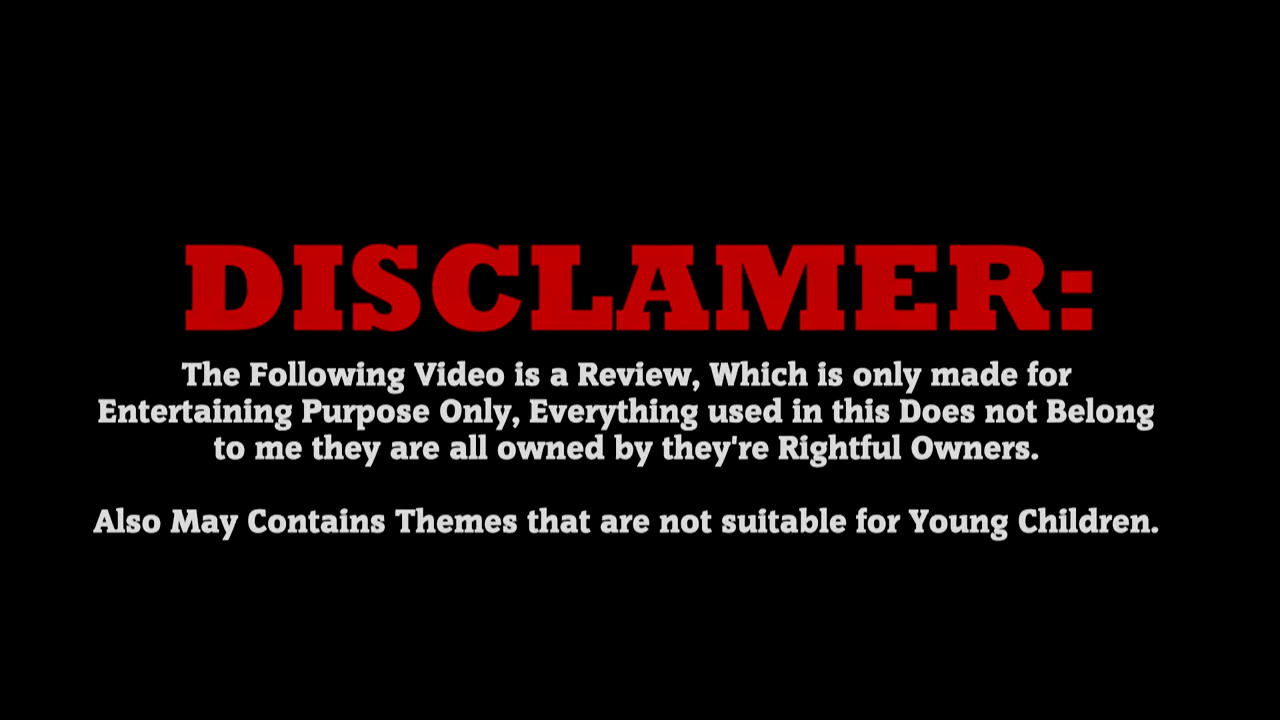 DISCLAMER:
The Following Video is a Review, Which is only made for
Entertaining Purpose Only, Everything used in this Does not Belong
to me they are all owned by they're Rightful Owners.
Also May Contains Themes that are not suitable for Young Children.